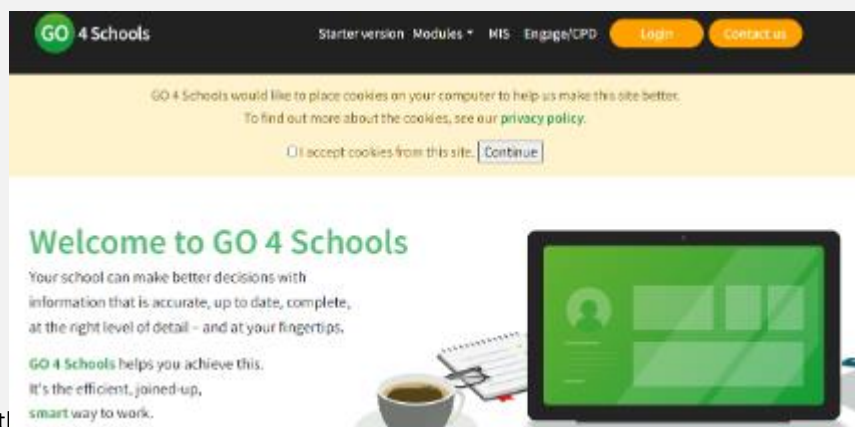 GO 4 Schools Starter version Modules MIS Engage/CPD Login Contact us
GO 4 Schools would like to place cookies on your computer to help us make this site better.
To find out more about the cookies, see our privacy policy.
I accept cookies from this site. Continue
Welcome to GO 4 Schools
Your school can make better decisions with
information that is accurate, up to date, complete,
at the right level of detail – and at your fingertips.
GO 4 Schools helps you achieve this.
It's the efficient, joined-up,
smart way to work.